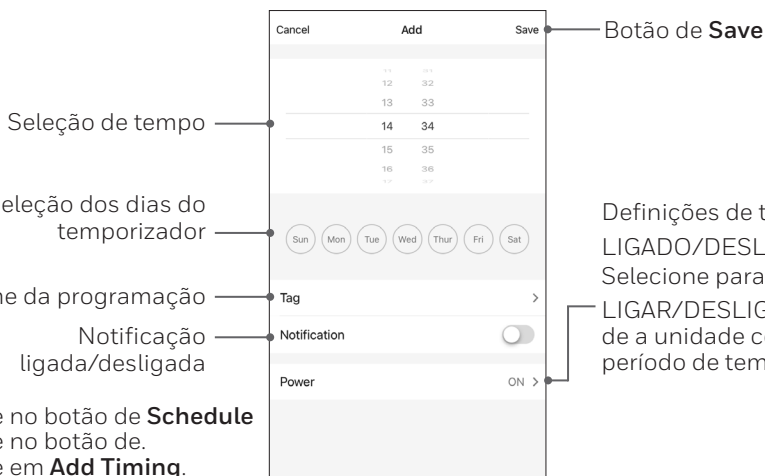 Cancel Add Save
Botão de Save
12 32
13 33
Seleção de tempo
14 34
15 35
16 36
eleção dos dias do
temporizador
Sun Mon Tue Wed Thur Fri Sat
Definições de t
LIGADO/DESL
Selecione para
LIGAR/DESLIG
de a unidade c
período de tem
e da programação
Tag
Notificação
ligada/desligada
Notification
Power ON
e no botão de Schedule
e no botão de.
e em Add Timing.